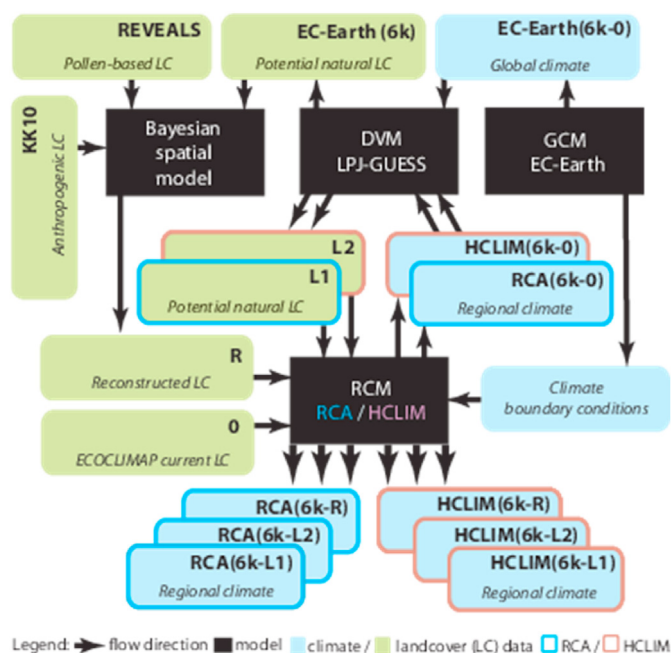 REVEALS
Pollen-based LC
EC-Earth (6k)
Potential natural LC
EC-Earth(6k-0)
Global climate
KK10
Anthropogenic LC
Bayesian
spatial
model
DVM
LPJ-GUESS
GCM
EC-Earth
L2
L1
Potential natural LC
HCLIM(6k-0)
RCA(6k-0)
Regional climate
R
Reconstructed LC
RCM
RCA / HCLIM
Climate
boundary conditions
0
ECOCLIMAP current LC
RCA(6k-R)
RCA(6k-L2)
RCA(6k-L1)
Regional climate
HCLIM(6k-R)
HCLIM(6k-L2)
HCLIM(6k-L1)
Regional climate
Legend: flow direction model climate / landcover (LC) data RCA / HCLIM